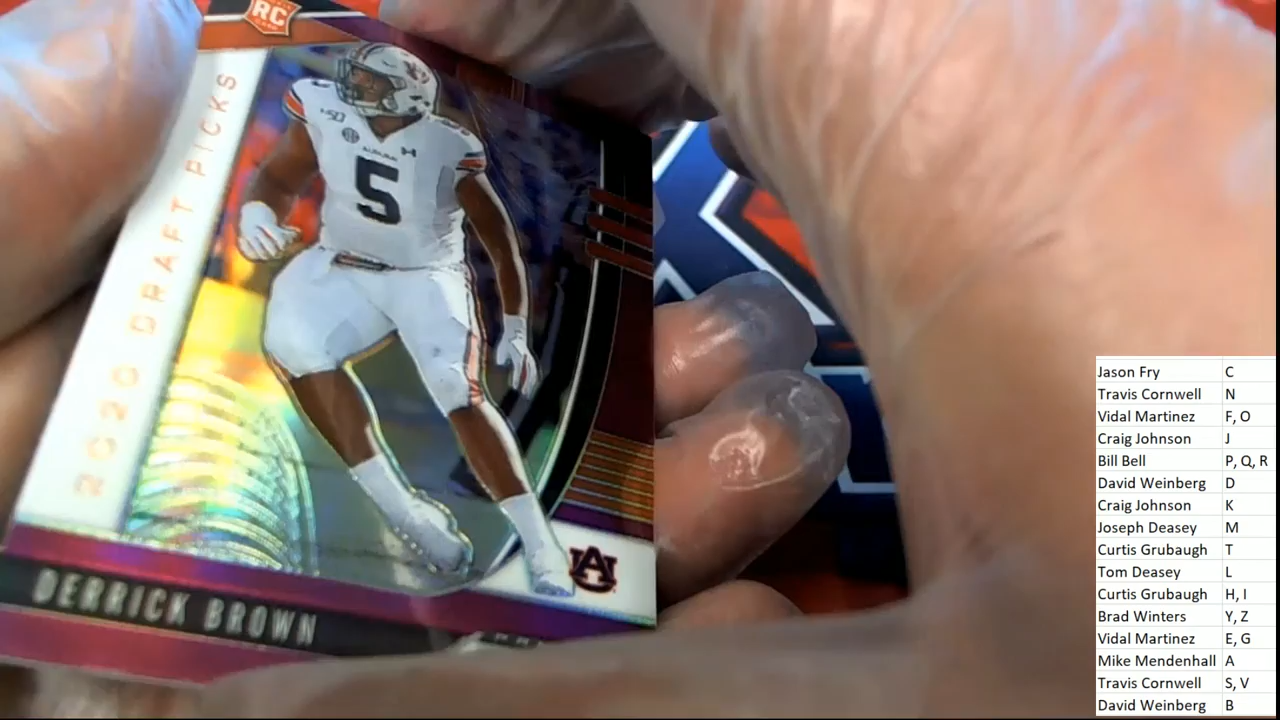 RC
2020 DRAFT PICKS
150
SEC
AUBURN
5
AU
DERRICK BROWN
Jason Fry C
Travis Cornwell N
Vidal Martinez F, O
Craig Johnson J
Bill Bell P, Q, R
David Weinberg D
Craig Johnson K
Joseph Deasey M
Curtis Grubaugh T
Tom Deasey L
Curtis Grubaugh H, I
Brad Winters Y, Z
Vidal Martinez E, G
Mike Mendenhall A
Travis Cornwell S, V
David Weinberg B